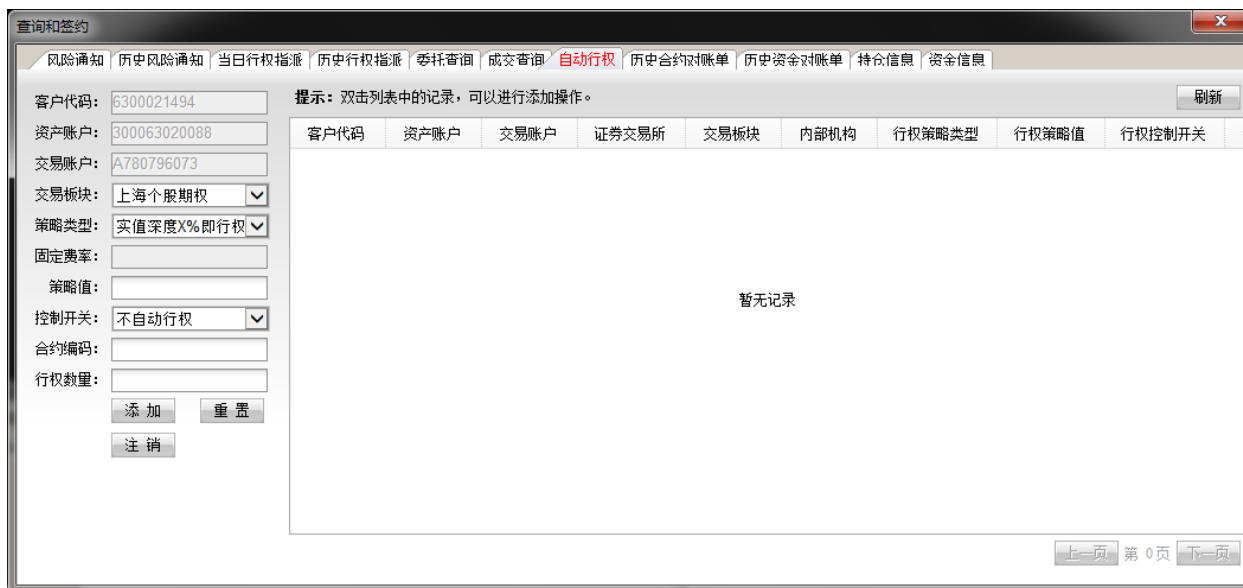 查询和签约
风险通知 历史风险通知 当日行权指派 历史行权指派 委托查询 成交查询 自动行权 历史合约对账单 历史资金对账单 持仓信息 资金信息
提示：双击列表中的记录，可以进行添加操作。 刷新
客户代码： 6300021494
资产账户： 300063020088
交易账户： A780796073
交易板块： 上海个股期权
策略类型： 实值深度X%即行权
固定费率：
策略值：
控制开关： 不自动行权
合约编码：
行权数量：
添 加 重 置
注 销
客户代码 资产账户 交易账户 证券交易所 交易板块 内部机构 行权策略类型 行权策略值 行权控制开关
暂无记录
上一页 第 0页 下一页